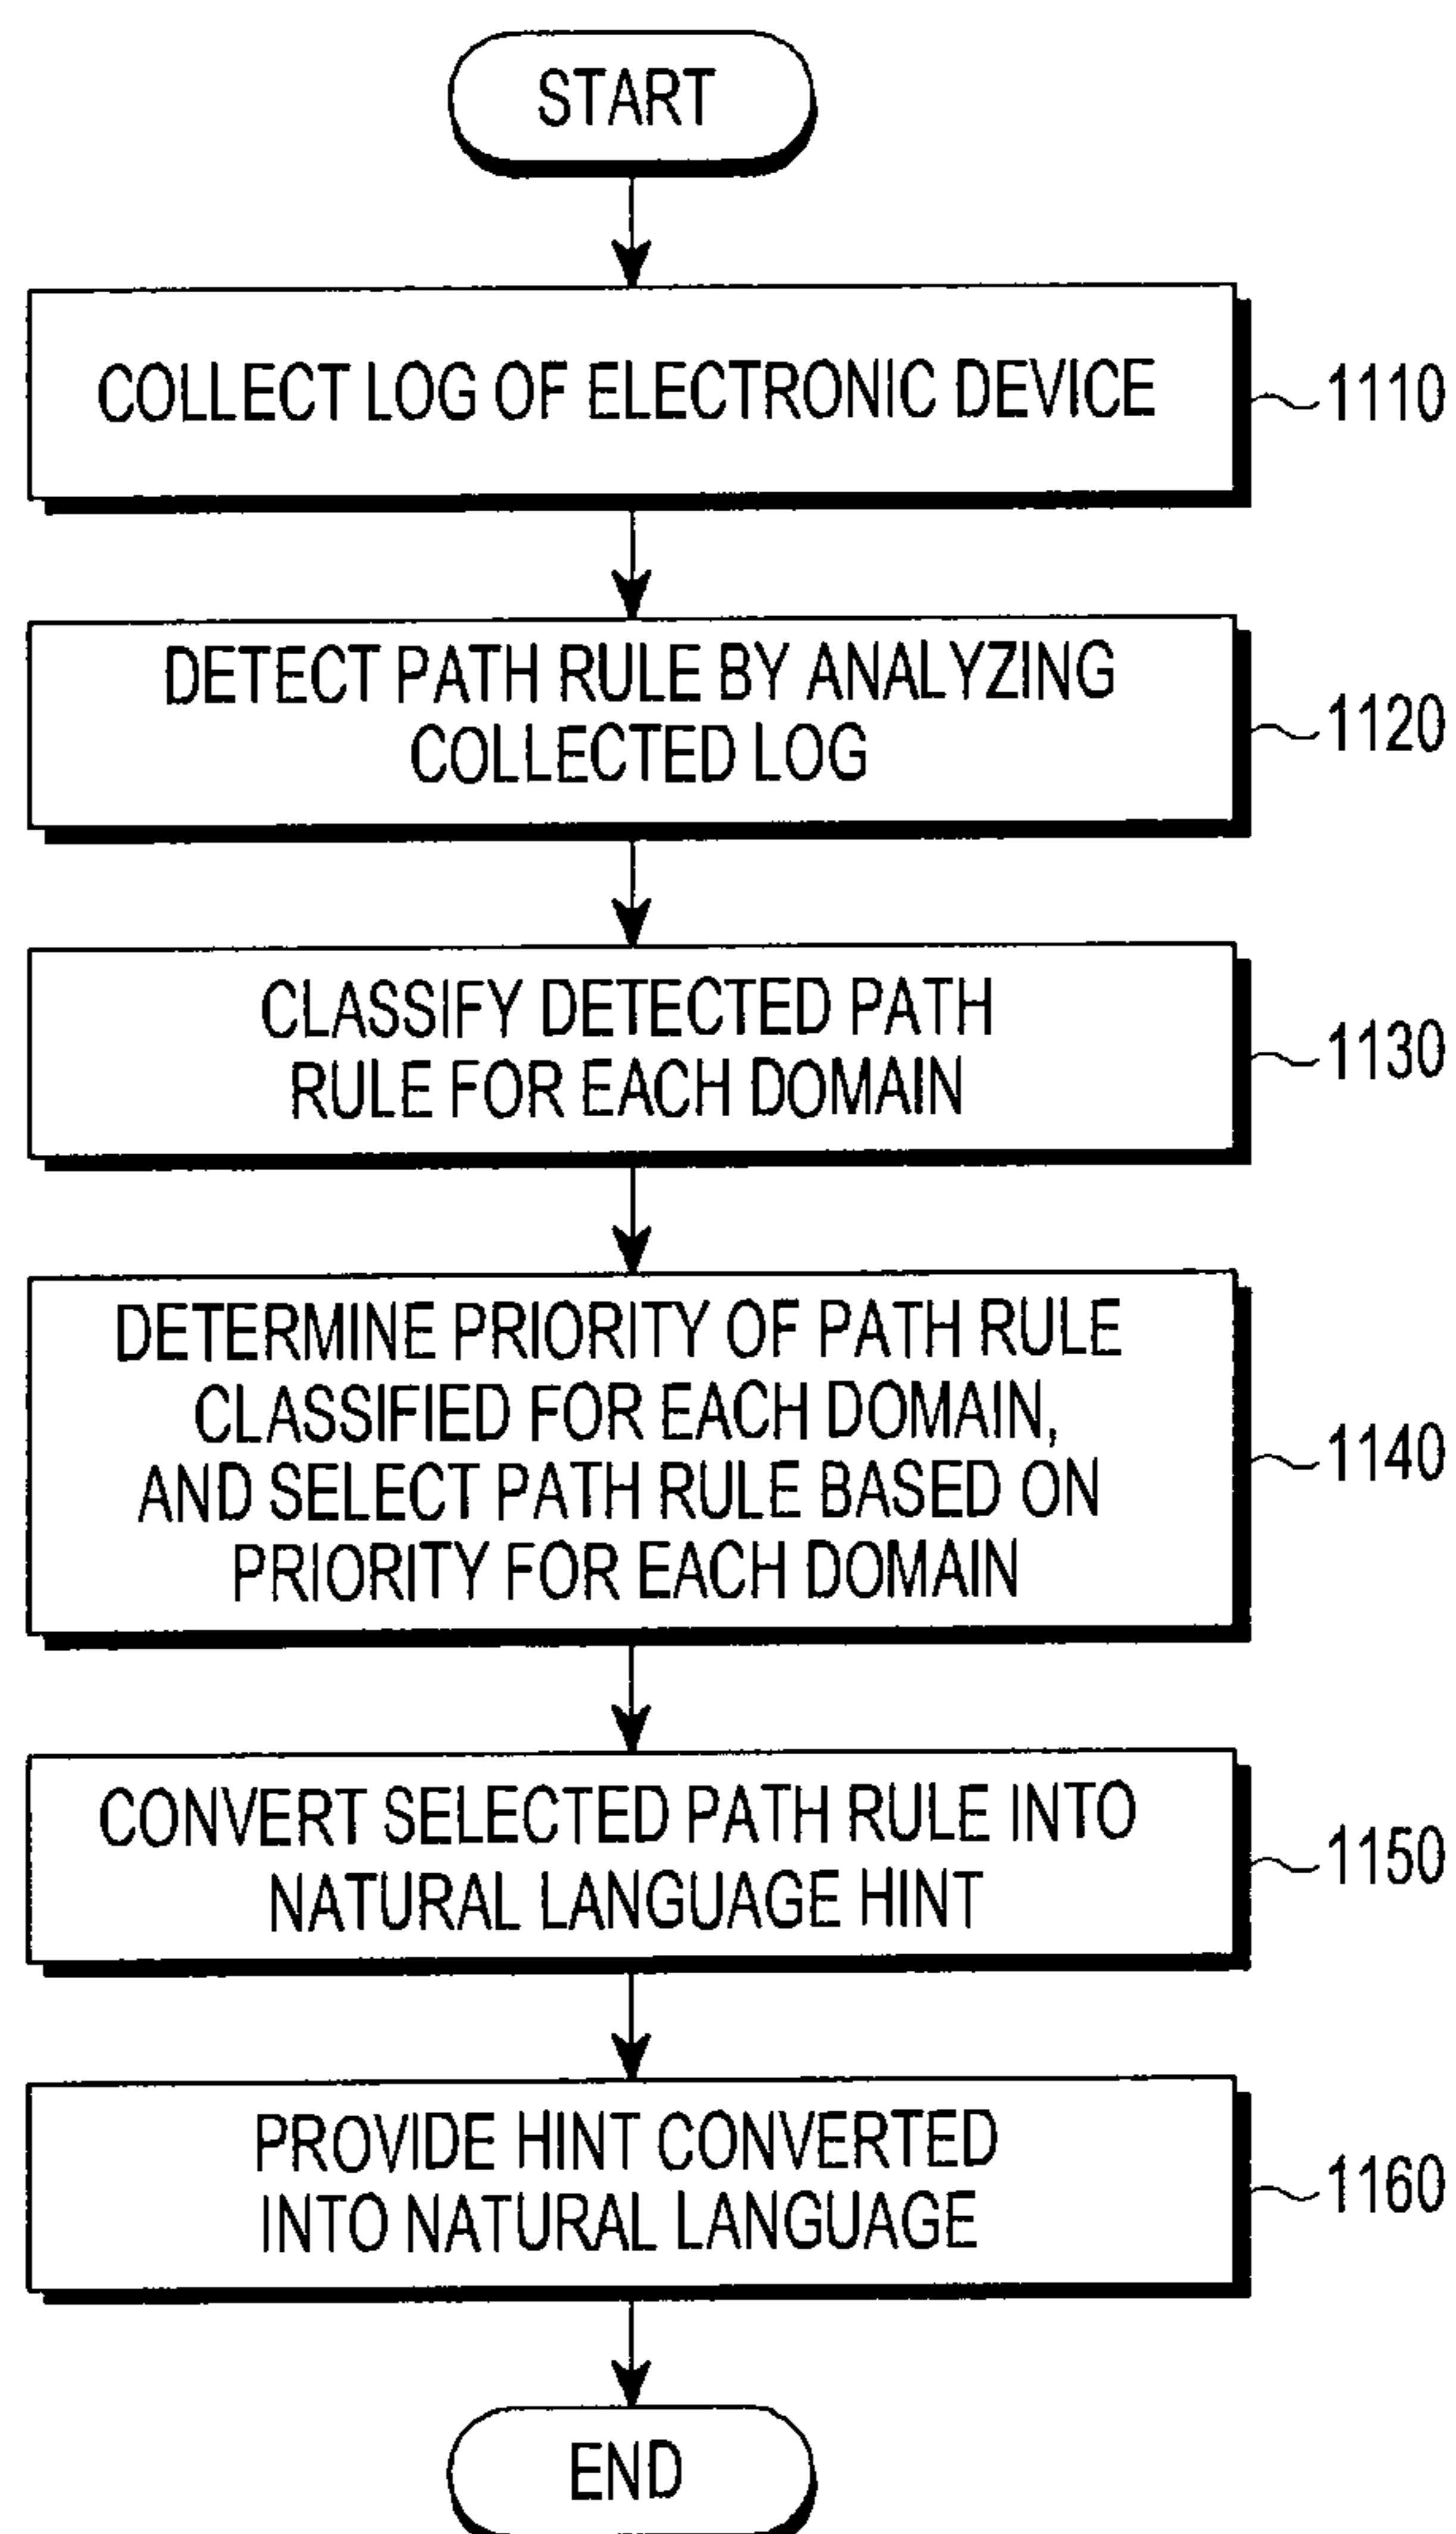 START
COLLECT LOG OF ELECTRONIC DEVICE
1110
DETECT PATH RULE BY ANALYZING
COLLECTED LOG
1120
CLASSIFY DETECTED PATH
RULE FOR EACH DOMAIN
1130
DETERMINE PRIORITY OF PATH RULE
CLASSIFIED FOR EACH DOMAIN,
AND SELECT PATH RULE BASED ON
PRIORITY FOR EACH DOMAIN
1140
CONVERT SELECTED PATH RULE INTO
NATURAL LANGUAGE HINT
1150
PROVIDE HINT CONVERTED
INTO NATURAL LANGUAGE
1160
END